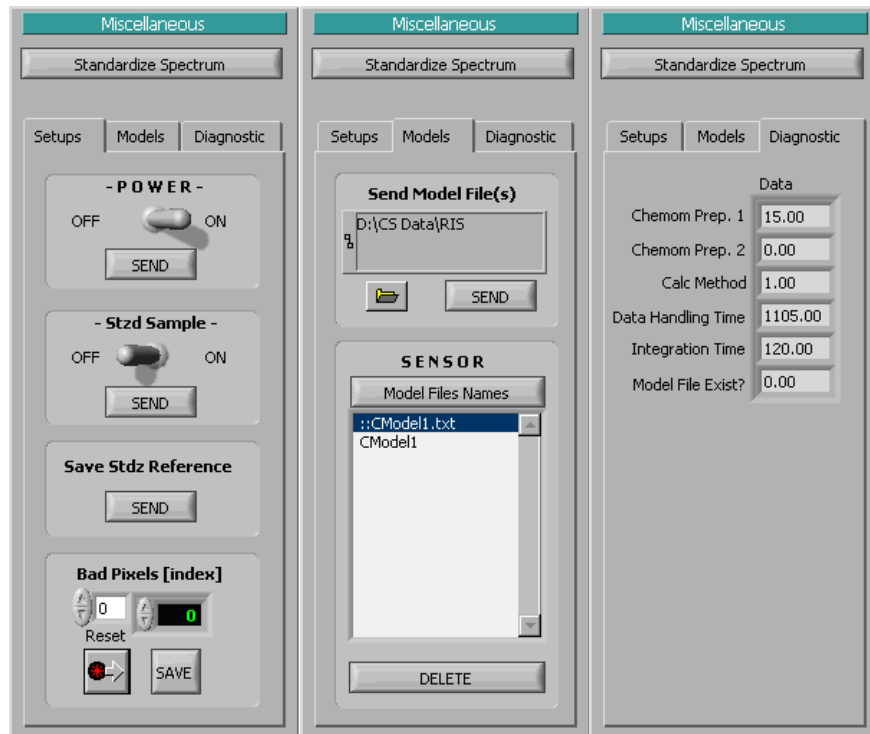 Miscellaneous
Standardize Spectrum
Setups Models Diagnostic
- P O W E R -
OFF ON
SEND
- Stzd Sample -
OFF ON
SEND
Save Stdz Reference
SEND
Bad Pixels [index]
0 0
Reset
SAVE
Miscellaneous
Standardize Spectrum
Setups Models Diagnostic
Send Model File(s)
D:\CS Data\RIS
SEND
S E N S O R
Model Files Names
::CModel1.txt
CModel1
DELETE
Miscellaneous
Standardize Spectrum
Setups Models Diagnostic
Data
Chemom Prep. 1 15.00
Chemom Prep. 2 0.00
Calc Method 1.00
Data Handling Time 1105.00
Integration Time 120.00
Model File Exist? 0.00